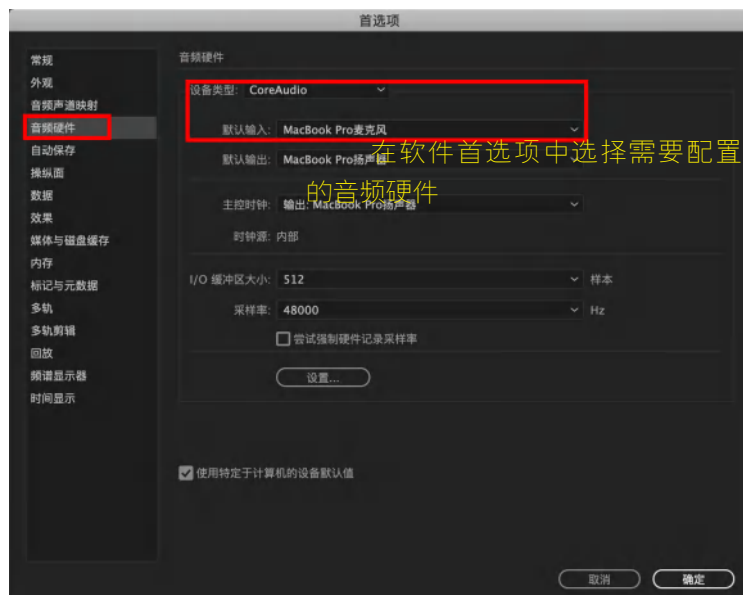 首选项
常规
外观
音频声道映射
音频硬件
自动保存
操纵面
数据
效果
媒体与磁盘缓存
内存
标记与元数据
多轨
多轨剪辑
回放
频谱显示器
时间显示
音频硬件
设备类型: CoreAudio
默认输入: MacBook Pro麦克风
默认输出: MacBook Pro扬声器
在软件首选项中选择需要配置
的音频硬件
主控时钟: 输出: MacBook Pro扬声器
时钟源: 内部
I/O 缓冲区大小: 512 样本
采样率: 48000 Hz
尝试强制硬件记录采样率
设置...
使用特定于计算机的设备默认值
取消 确定